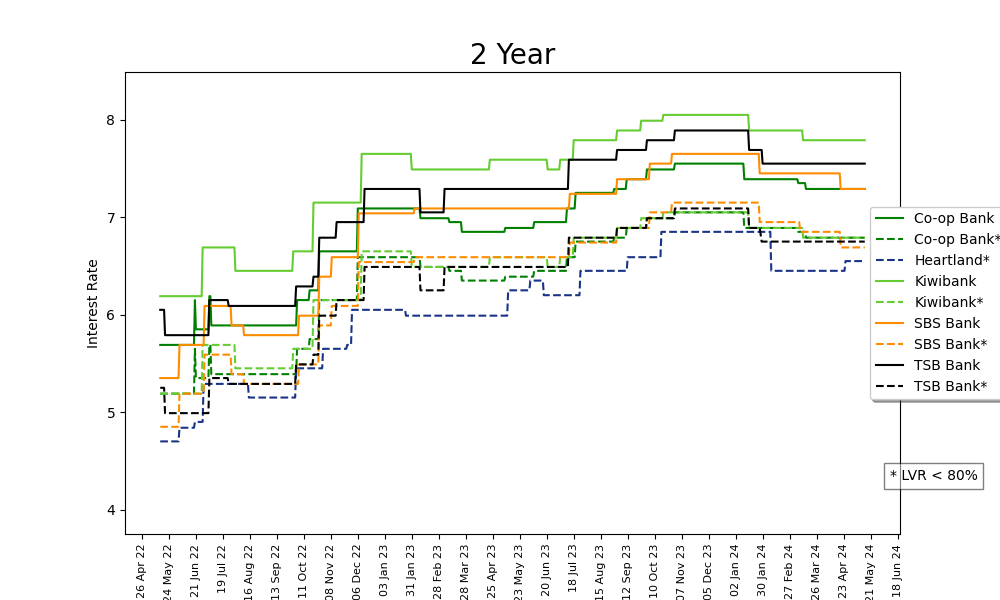 2 Year
Interest Rate
8
7
6
5
4
26 Apr 22
24 May 22
21 Jun 22
19 Jul 22
16 Aug 22
13 Sep 22
11 Oct 22
08 Nov 22
06 Dec 22
03 Jan 23
31 Jan 23
28 Feb 23
28 Mar 23
25 Apr 23
23 May 23
20 Jun 23
18 Jul 23
15 Aug 23
12 Sep 23
10 Oct 23
07 Nov 23
05 Dec 23
02 Jan 24
30 Jan 24
27 Feb 24
26 Mar 24
23 Apr 24
21 May 24
18 Jun 24
Co-op Bank
Co-op Bank*
Heartland*
Kiwibank
Kiwibank*
SBS Bank
SBS Bank*
TSB Bank
TSB Bank*
* LVR < 80%